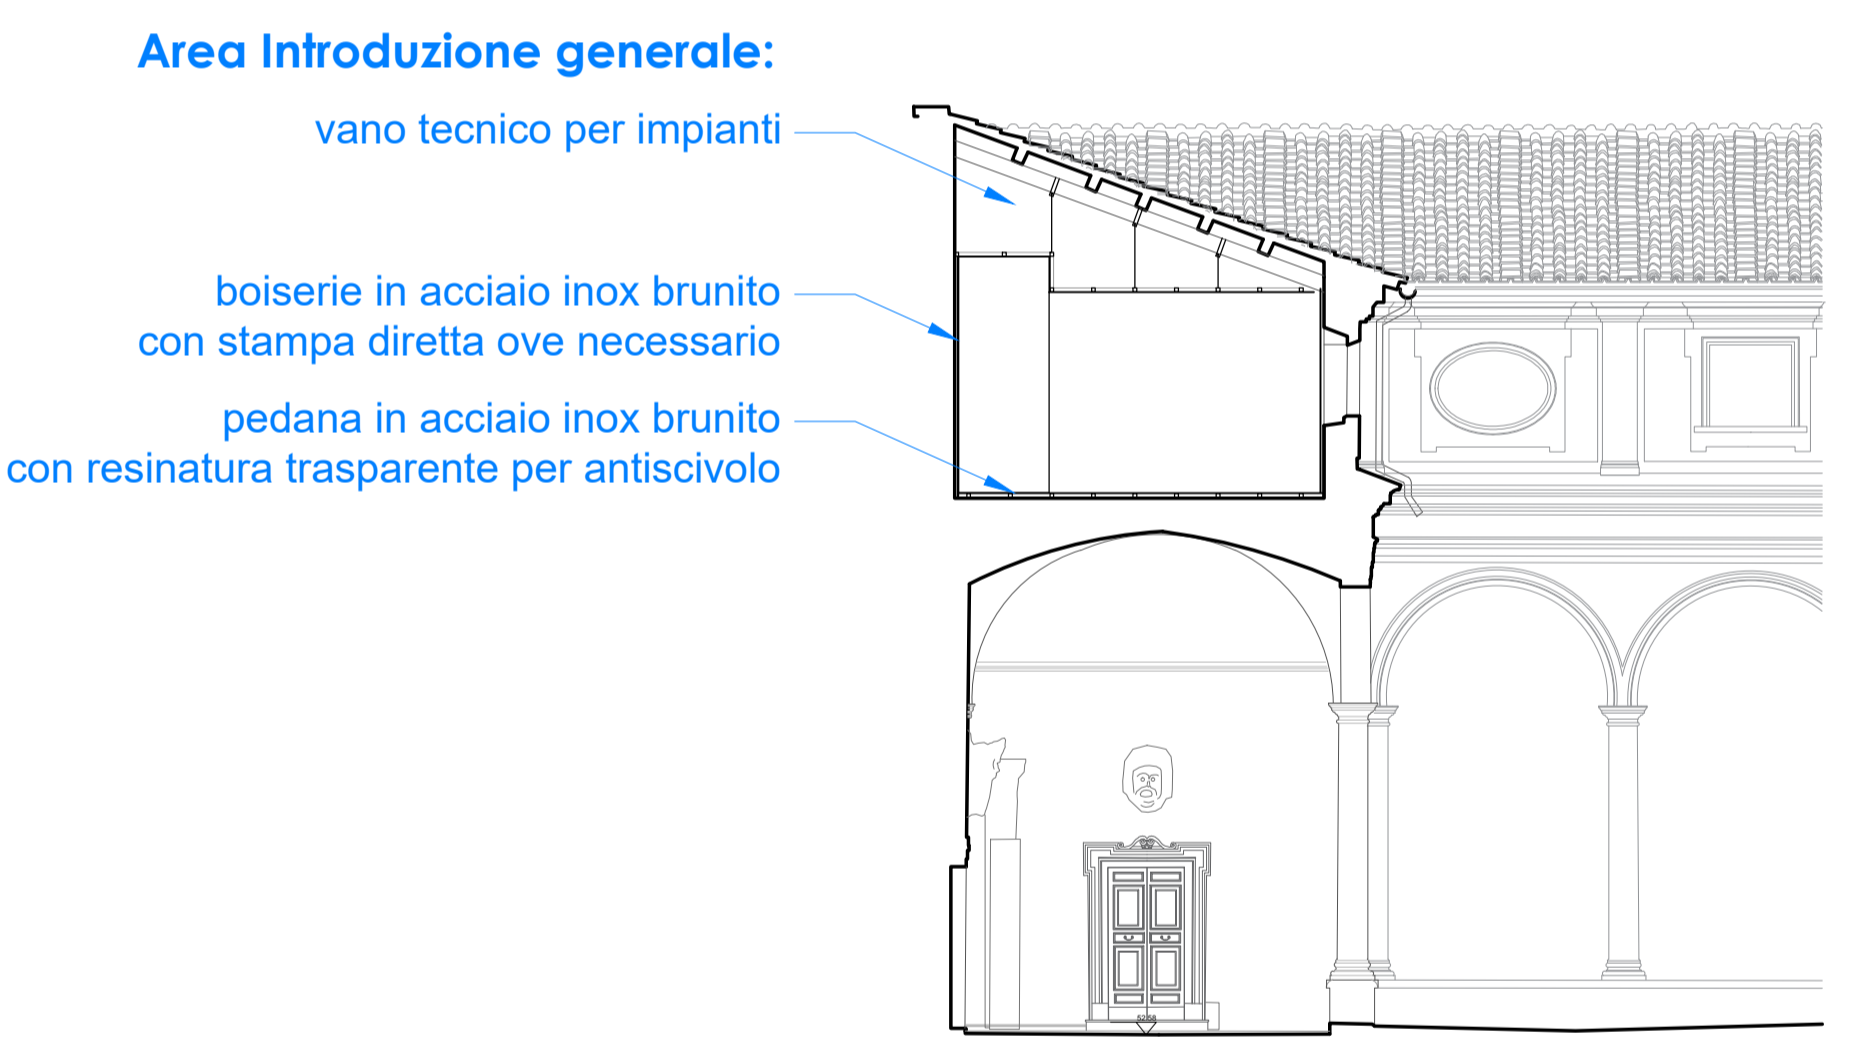 Area Introduzione generale:
vano tecnico per impianti
boiserie in acciaio inox brunito
con stampa diretta ove necessario
pedana in acciaio inox brunito
con resinatura trasparente per antiscivolo